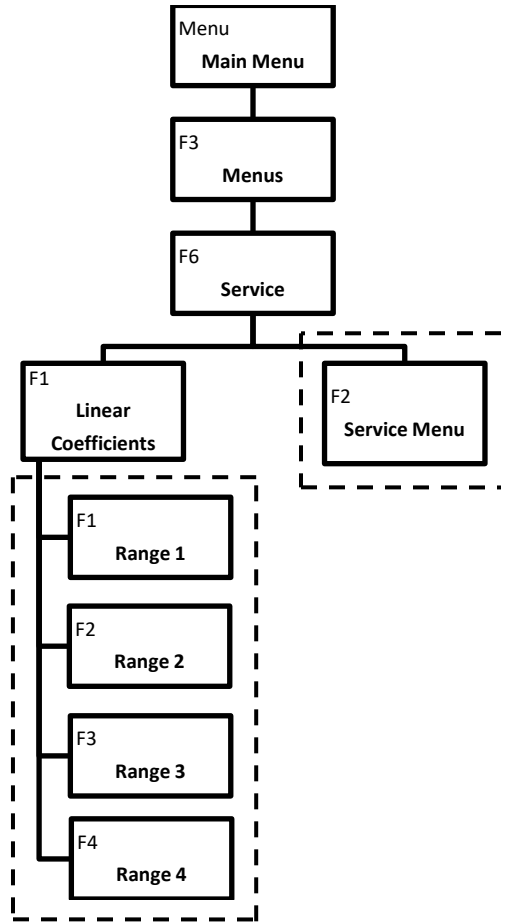 Menu
Main Menu
F3
Menus
F6
Service
F1
Linear
Coefficients
F2
Service Menu
F1
Range 1
F2
Range 2
F3
Range 3
F4
Range 4